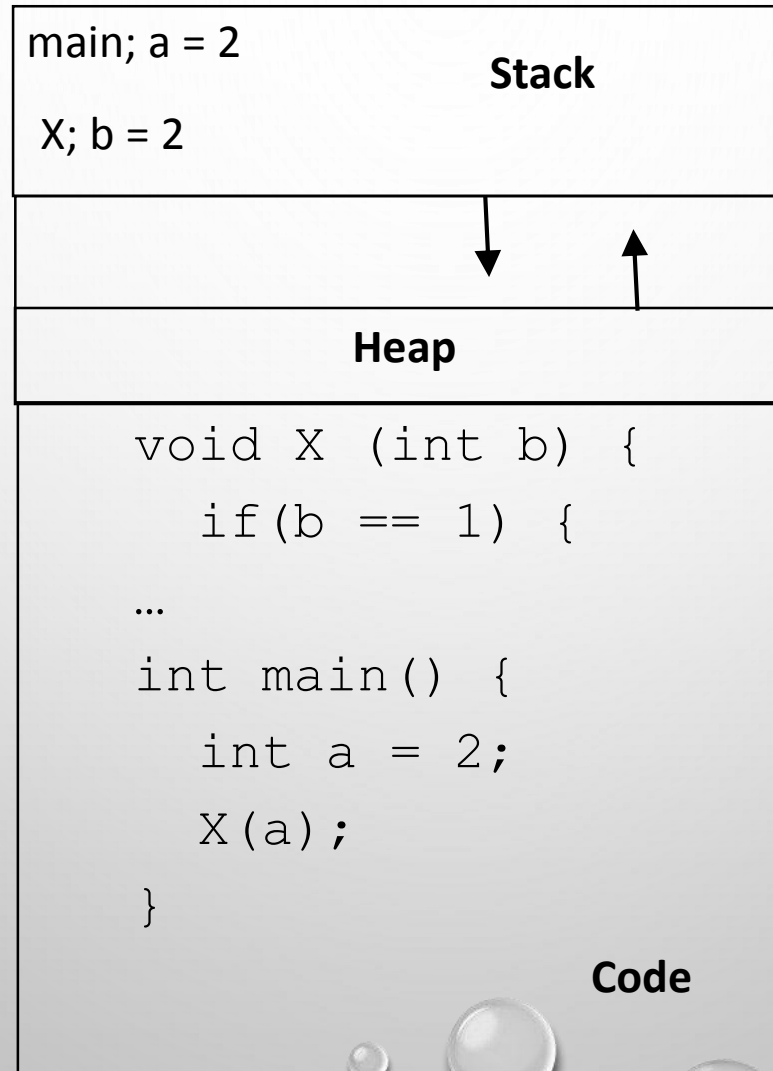 main; a = 2
Stack
X; b = 2
Heap
void X (int b) {
if(b == 1) {
…
int main() {
int a = 2;
X(a);
}
Code